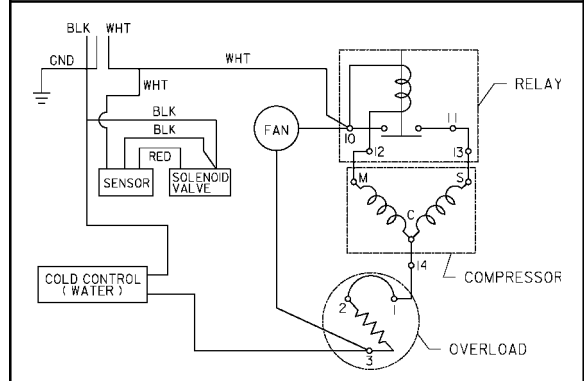 BLK WHT
GND
WHT
WHT
RELAY
BLK
BLK
RED
FAN
10
11
12
13
SENSOR
SOLENOID
VALVE
M
S
C
14
COMPRESSOR
COLD CONTROL
(WATER)
2
1
3
OVERLOAD